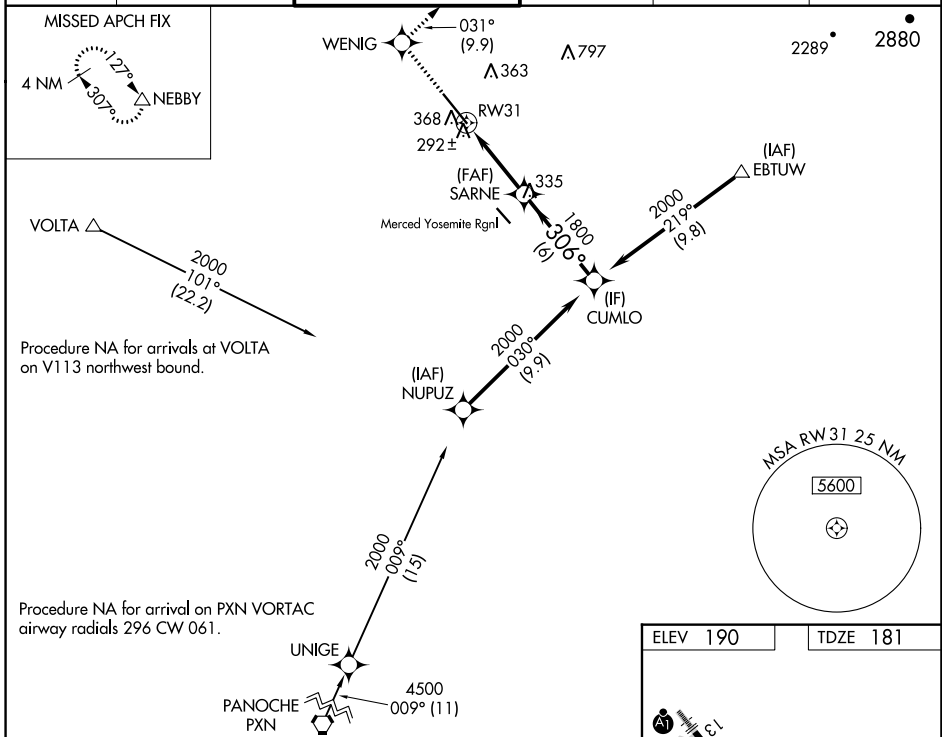 MISSED APCH FIX
4 NM
127°
307°
NEBBY
WENIG
031°
(9.9)
797
2289
2880
363
368
RW31
292±
(FAF)
SARNE
335
(IAF)
EBTUW
Merced Yosemite Rgnl
1800
306°
(6)
2000
219°
(9.8)
VOLTA
2000
101°
(22.2)
(IF)
CUMLO
Procedure NA for arrivals at VOLTA
on V113 northwest bound.
2000
030°
(9.9)
(IAF)
NUPUZ
MSA RW31 25 NM
5600
2000
009°
(15)
Procedure NA for arrival on PXN VORTAC
airway radials 296 CW 061.
UNIGE
4500
009° (11)
PANOCHE
PXN
ELEV 190
TDZE 181
A1
13